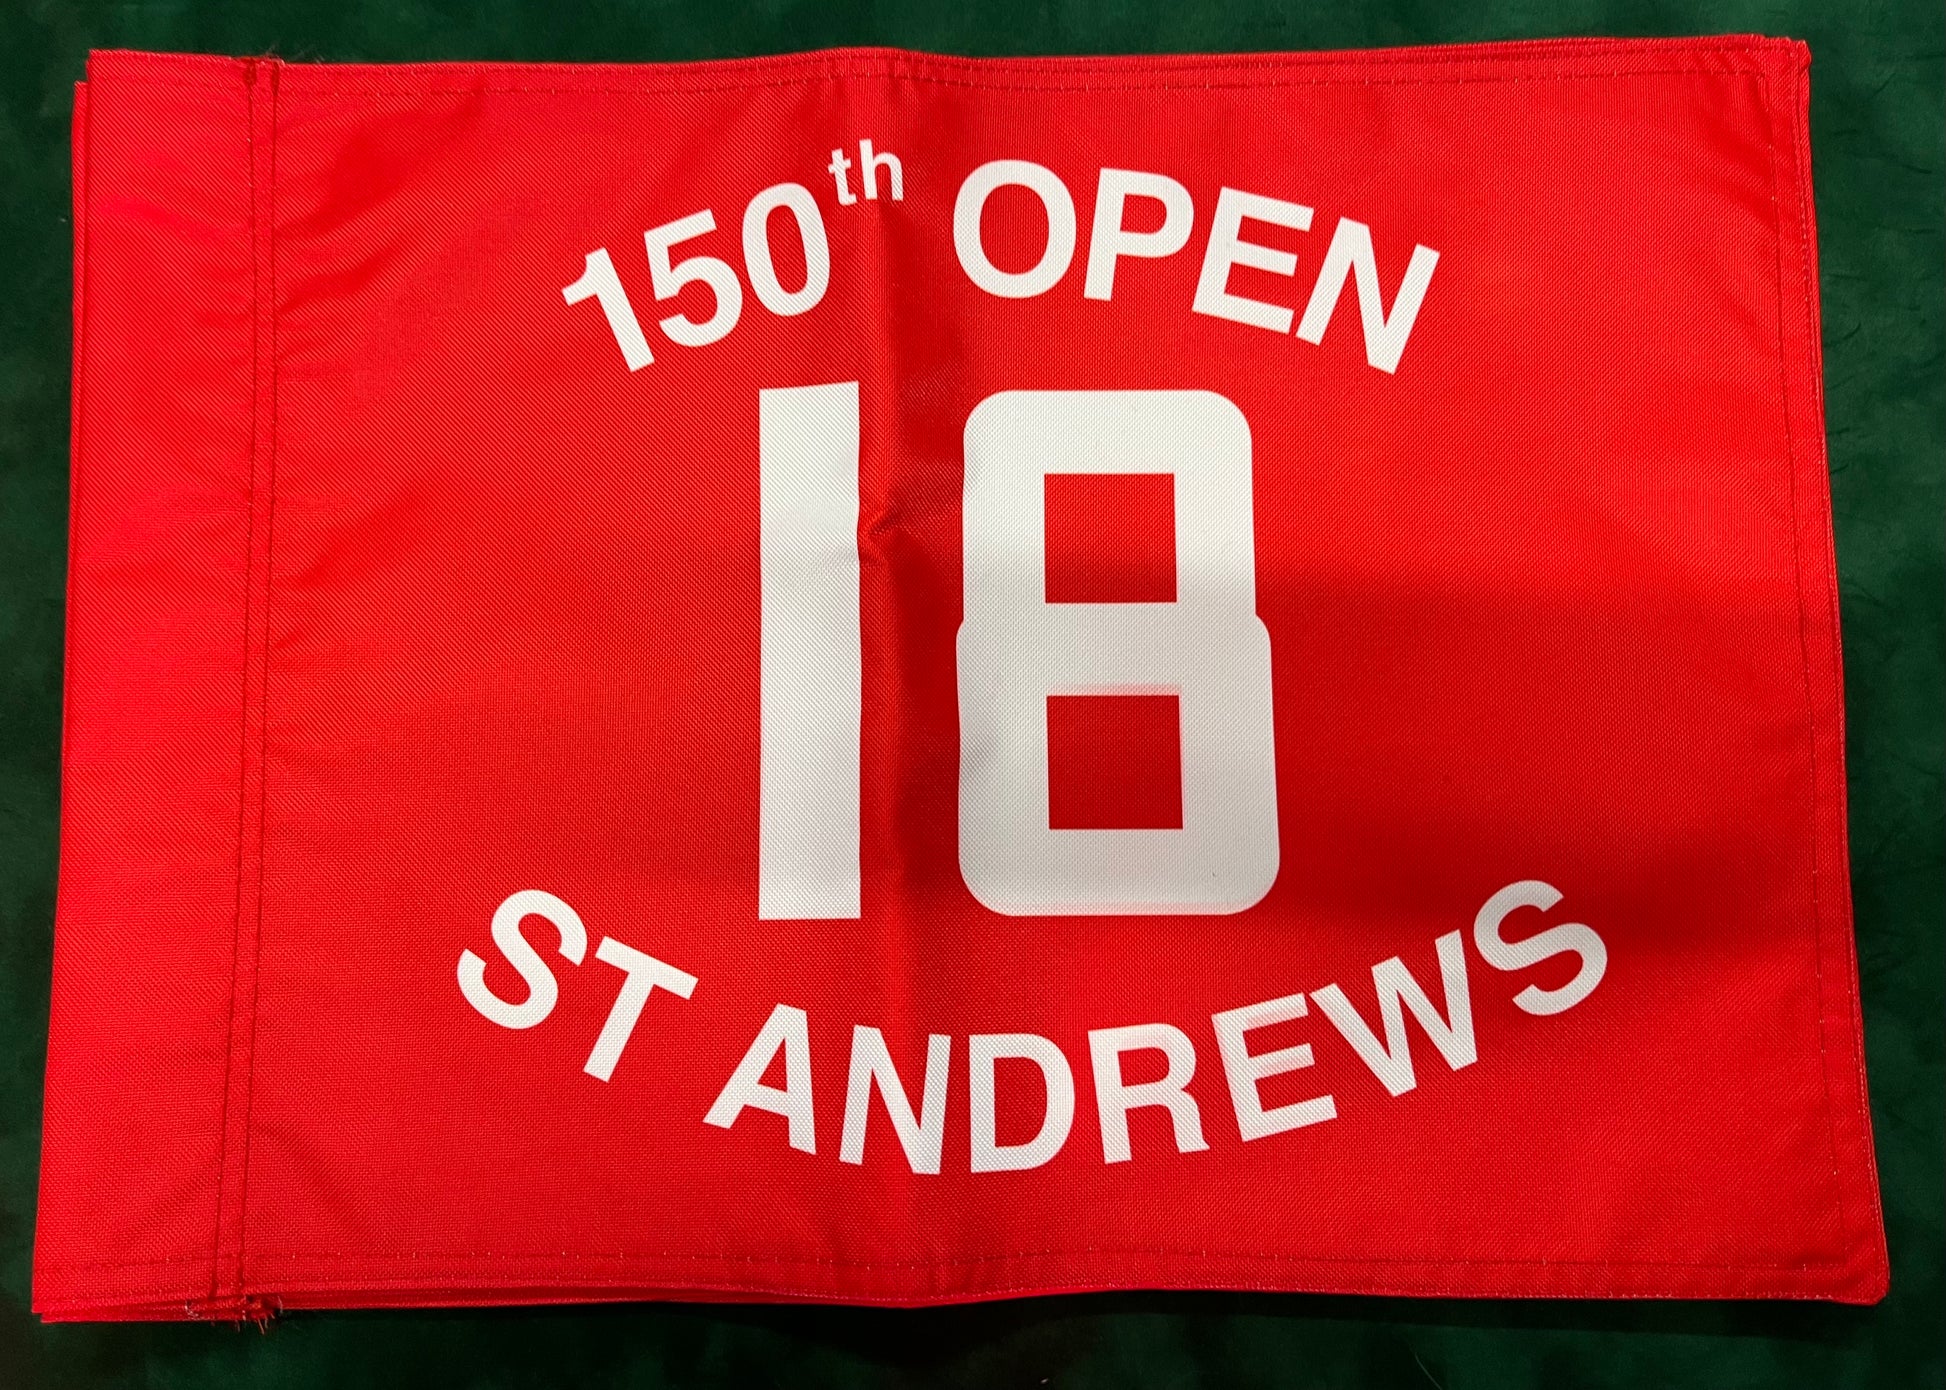 150th OPEN
18
ST ANDREWS